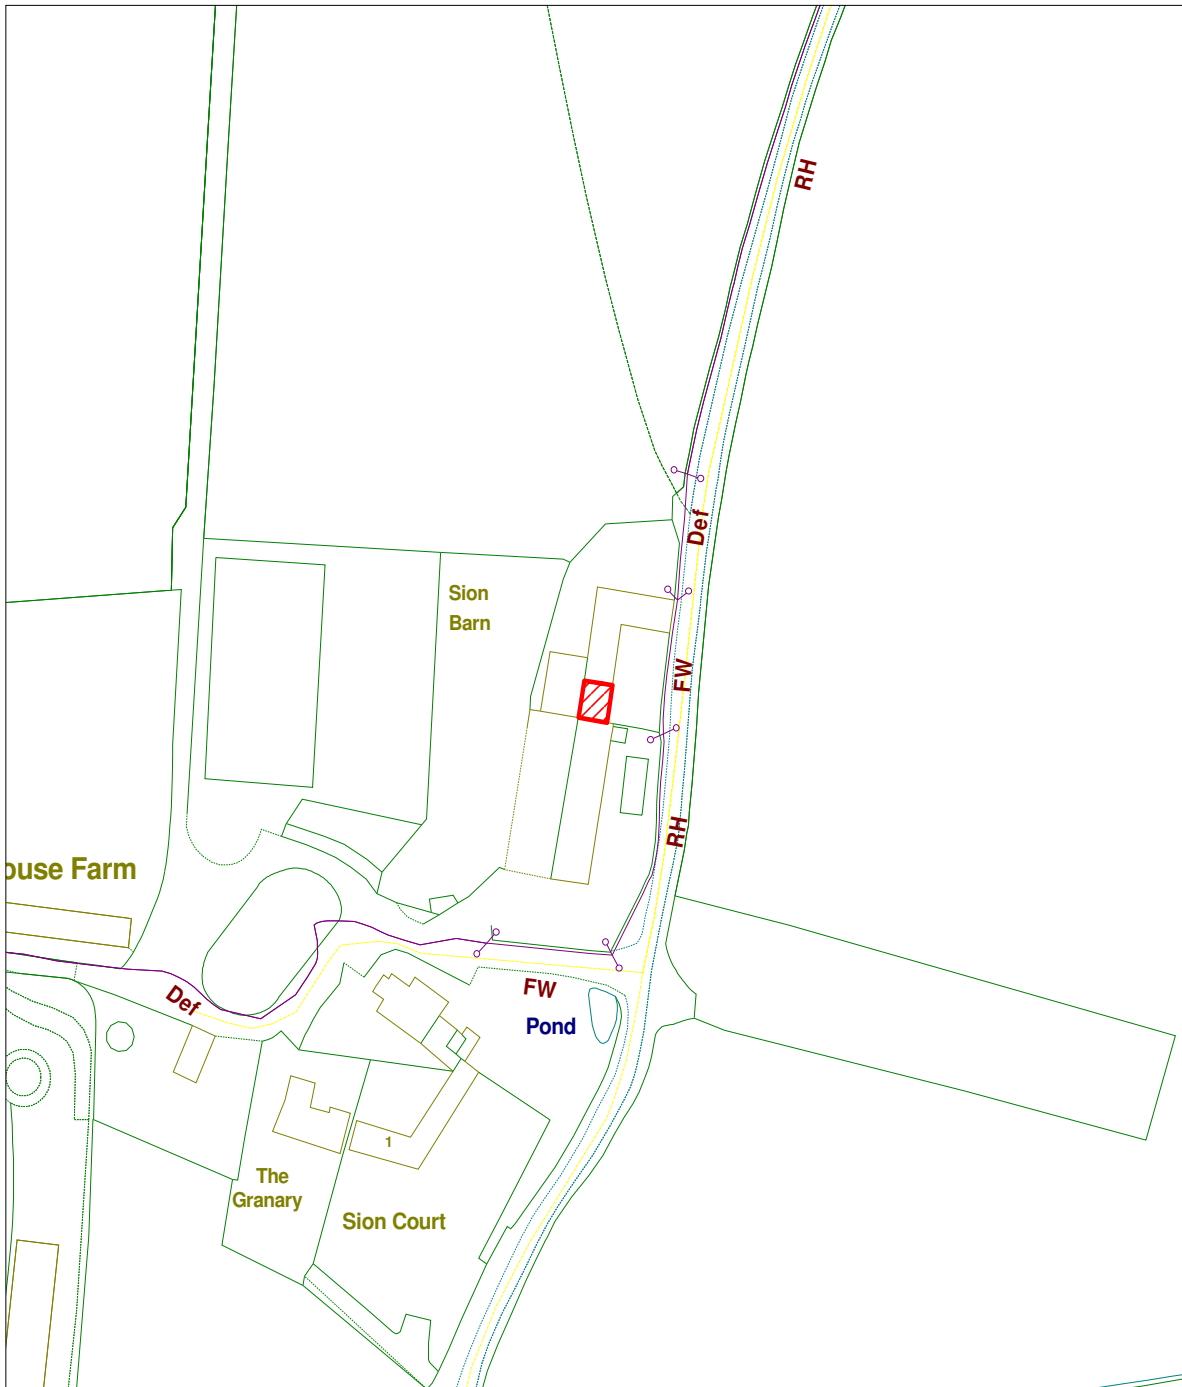 RH
Def
Sion
Barn
FW
RH
ouse Farm
FW
Def
Pond
1
The
Granary
Sion Court